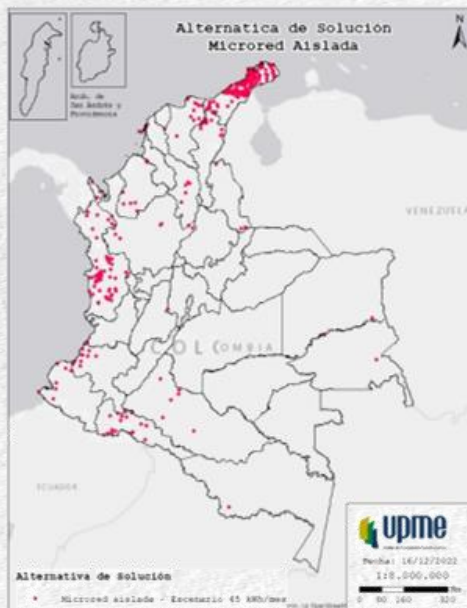 Alternatica de Solución
Microred Aislada
N
Arch. de
San Andrés y
Providencia
VENEZUELA
COLOMBIA
ECUADOR
upme
Fecha: 16/12/2022
1:8.000.000
Km
0 80 160 320
Alternativa de Solución
Microred aislada - Escenario 45 kWh/mes